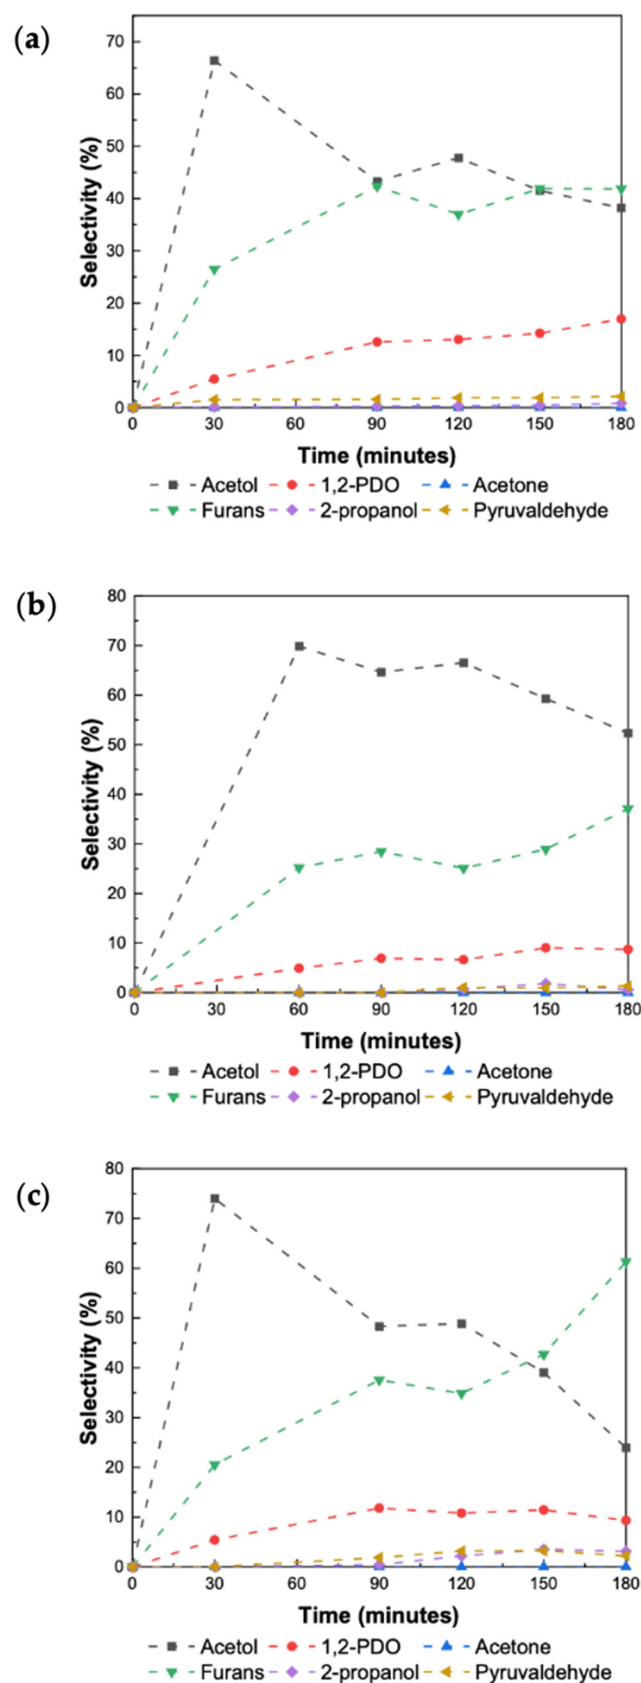 (a)
70
60
50
40
30
20
10
0
Selectivity (%)
0 30 60 90 120 150 180
Time (minutes)
Acetol 1,2-PDO Acetone
Furans 2-propanol Pyruvaldehyde
(b)
80
70
60
50
40
30
20
10
0
Selectivity (%)
0 30 60 90 120 150 180
Time (minutes)
Acetol 1,2-PDO Acetone
Furans 2-propanol Pyruvaldehyde
(c)
80
70
60
50
40
30
20
10
0
Selectivity (%)
0 30 60 90 120 150 180
Time (minutes)
Acetol 1,2-PDO Acetone
Furans 2-propanol Pyruvaldehyde